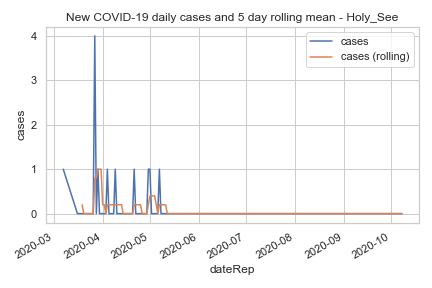 New COVID-19 daily cases and 5 day rolling mean - Holy_See
cases
cases (rolling)
cases
4
3
2
1
0
2020-03
2020-04
2020-05
2020-06
2020-07
2020-08
2020-09
2020-10
dateRep